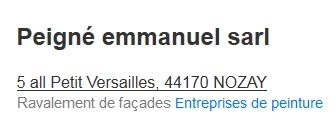 Peigné emmanuel sarl
5 all Petit Versailles, 44170 NOZAY
Ravalement de façades Entreprises de peinture